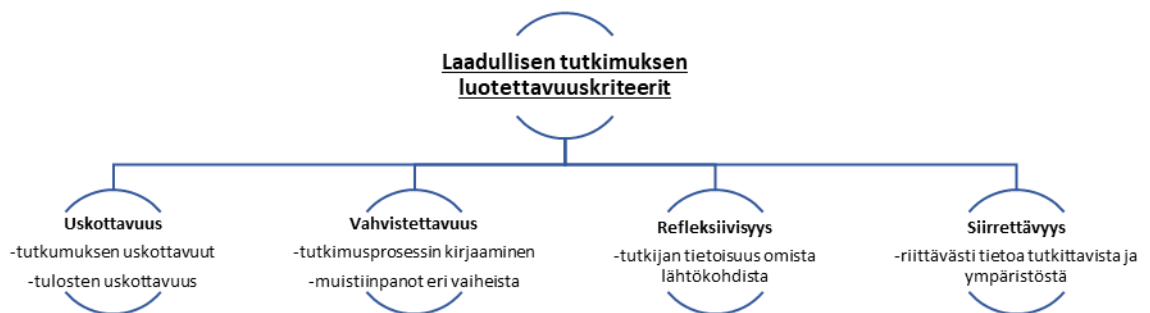 Laadullisen tutkimuksen
luotettavuuskriteerit
Uskottavuus
-tutkumuksen uskottavuut
-tulosten uskottavuus
Vahvistettavuus
-tutkimusprosessin kirjaaminen
-muistiinpanot eri vaiheista
Refleksiivisyys
-tutkijan tietoisuus omista
lähtökohdista
Siirrettävyys
-riittävästi tietoa tutkittavista ja
ympäristöstä